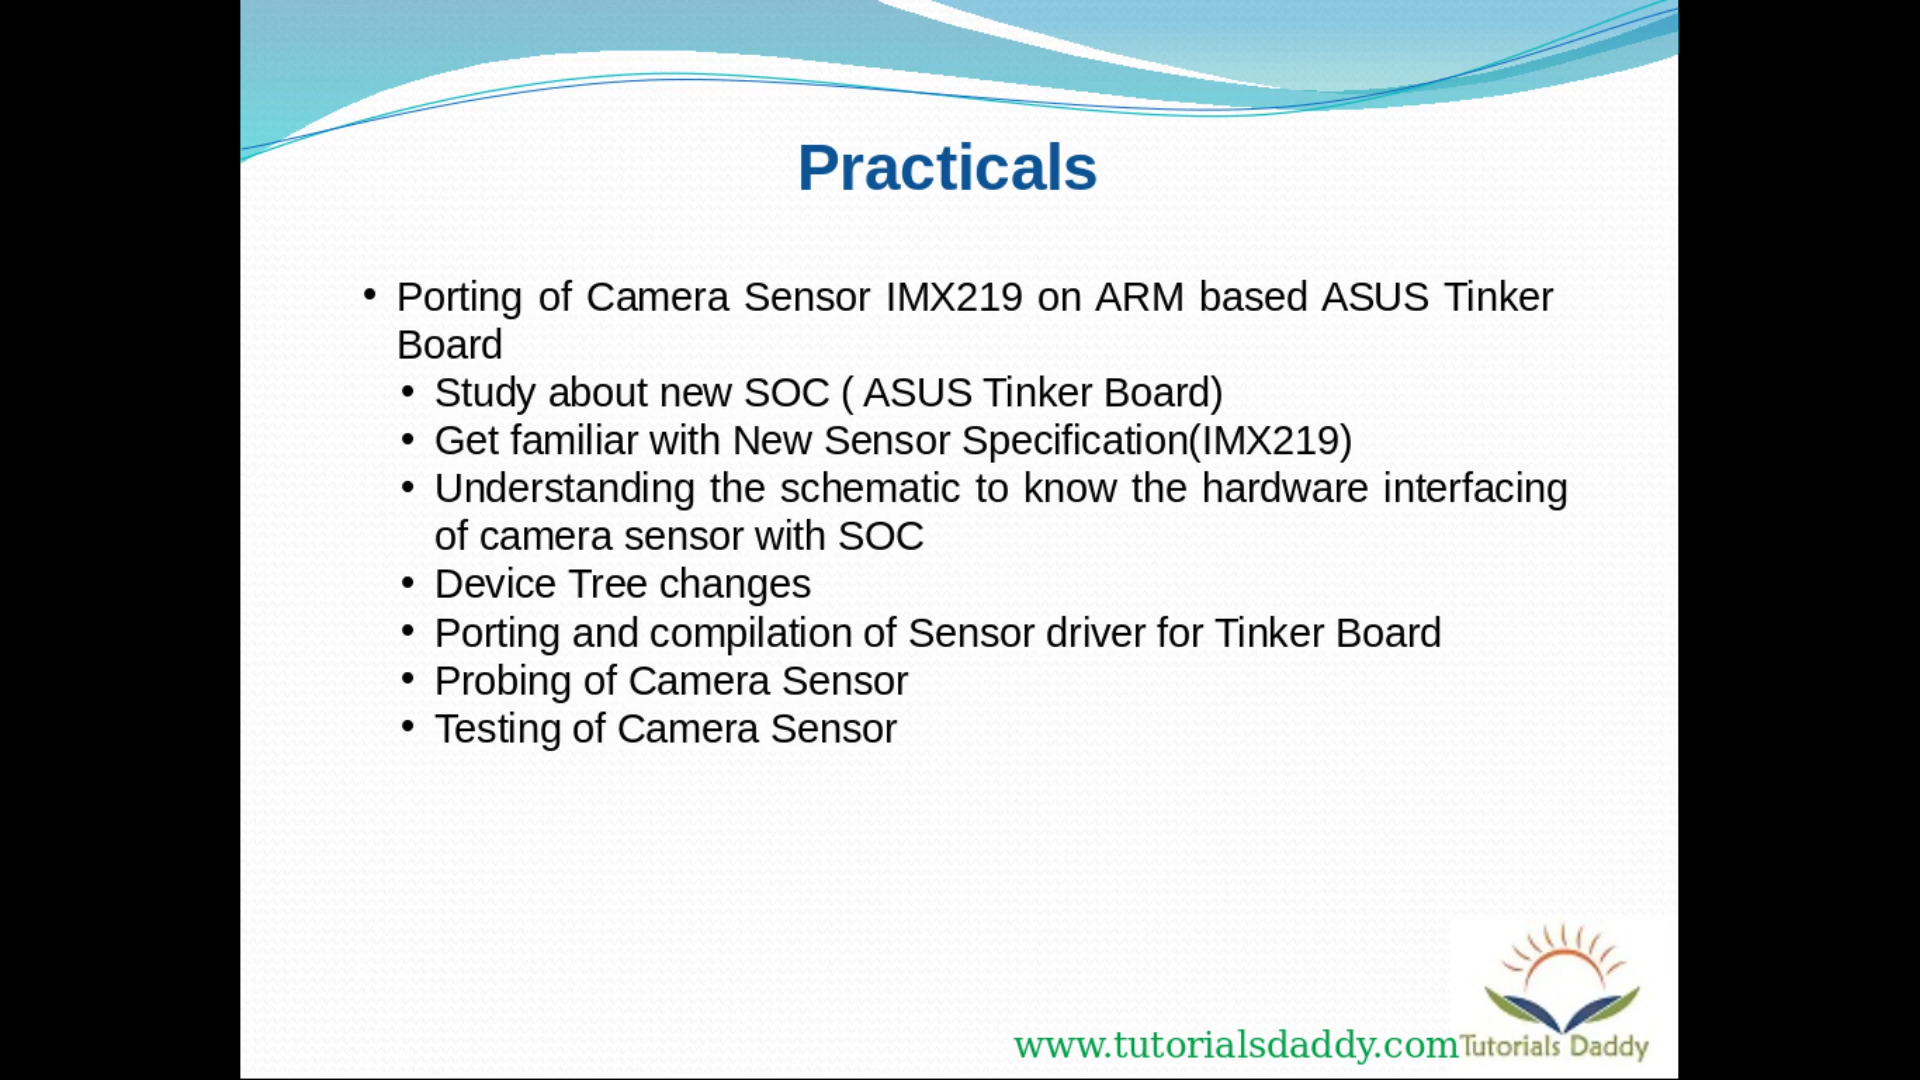 Practicals
• Porting of Camera Sensor IMX219 on ARM based ASUS Tinker
Board
• Study about new SOC ( ASUS Tinker Board)
• Get familiar with New Sensor Specification(IMX219)
• Understanding the schematic to know the hardware interfacing
of camera sensor with SOC
• Device Tree changes
• Porting and compilation of Sensor driver for Tinker Board
• Probing of Camera Sensor
• Testing of Camera Sensor
www.tutorialsdaddy.com
Tutorials Daddy